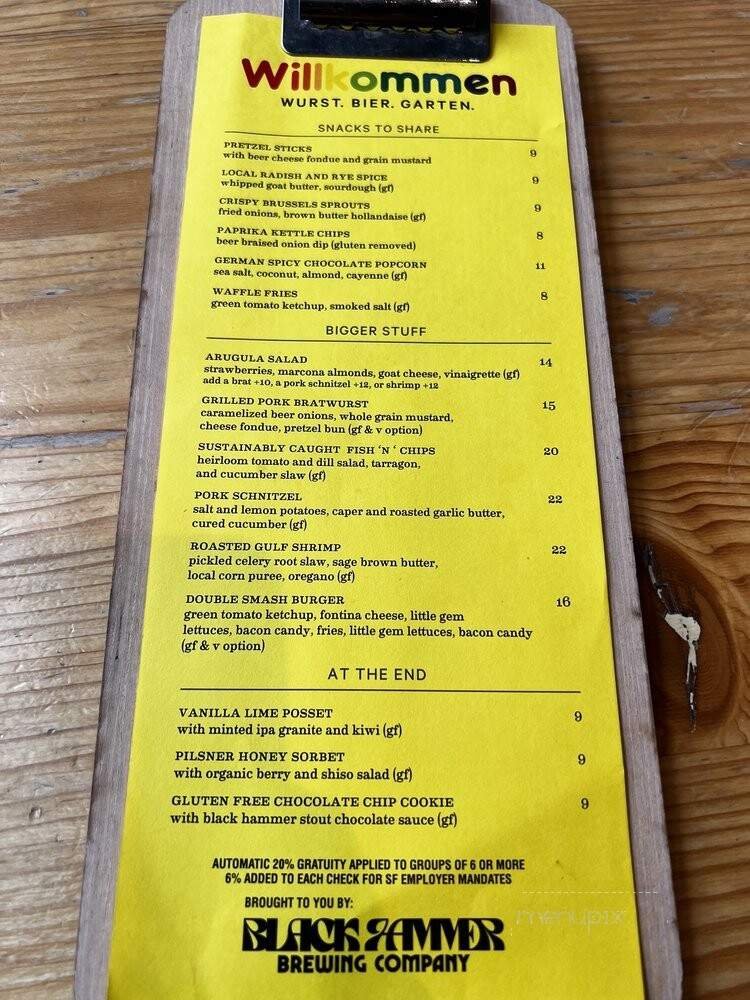 Willkommen
WURST. BIER. GARTEN.
SNACKS TO SHARE
PRETZEL STICKS 9
with beer cheese fondue and grain mustard
LOCAL RADISH AND RYE SPICE 9
whipped goat butter, sourdough (gf)
CRISPY BRUSSELS SPROUTS 9
fried onions, brown butter hollandaise (gf)
PAPRIKA KETTLE CHIPS 8
beer braised onion dip (gluten removed)
GERMAN SPICY CHOCOLATE POPCORN 11
sea salt, coconut, almond, cayenne (gf)
WAFFLE FRIES 8
green tomato ketchup, smoked salt (gf)
BIGGER STUFF
ARUGULA SALAD 14
strawberries, marcona almonds, goat cheese, vinaigrette (gf)
add a brat +10, a pork schnitzel +12, or shrimp +12
GRILLED PORK BRATWURST 15
caramelized beer onions, whole grain mustard,
cheese fondue, pretzel bun (gf & v option)
SUSTAINABLY CAUGHT FISH 'N ' CHIPS 20
heirloom tomato and dill salad, tarragon,
and cucumber slaw (gf)
PORK SCHNITZEL 22
salt and lemon potatoes, caper and roasted garlic butter,
cured cucumber (gf)
ROASTED GULF SHRIMP 22
pickled celery root slaw, sage brown butter,
local corn puree, oregano (gf)
DOUBLE SMASH BURGER 16
green tomato ketchup, fontina cheese, little gem
lettuces, bacon candy, fries, little gem lettuces, bacon candy
(gf & v option)
AT THE END
VANILLA LIME POSSET 9
with minted ipa granite and kiwi (gf)
PILSNER HONEY SORBET 9
with organic berry and shiso salad (gf)
GLUTEN FREE CHOCOLATE CHIP COOKIE 9
with black hammer stout chocolate sauce (gf)
AUTOMATIC 20% GRATUITY APPLIED TO GROUPS OF 6 OR MORE
6% ADDED TO EACH CHECK FOR SF EMPLOYER MANDATES
BROUGHT TO YOU BY:
BLACK HAMMER
BREWING COMPANY
menupix